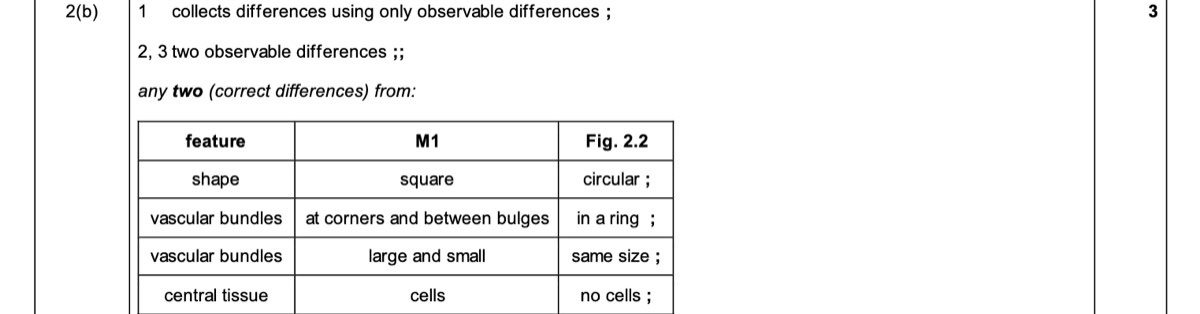 2(b) 1 collects differences using only observable differences ; 3
2, 3 two observable differences ;;
any two (correct differences) from:
feature M1 Fig. 2.2
shape square circular ;
vascular bundles at corners and between bulges in a ring ;
vascular bundles large and small same size ;
central tissue cells no cells ;